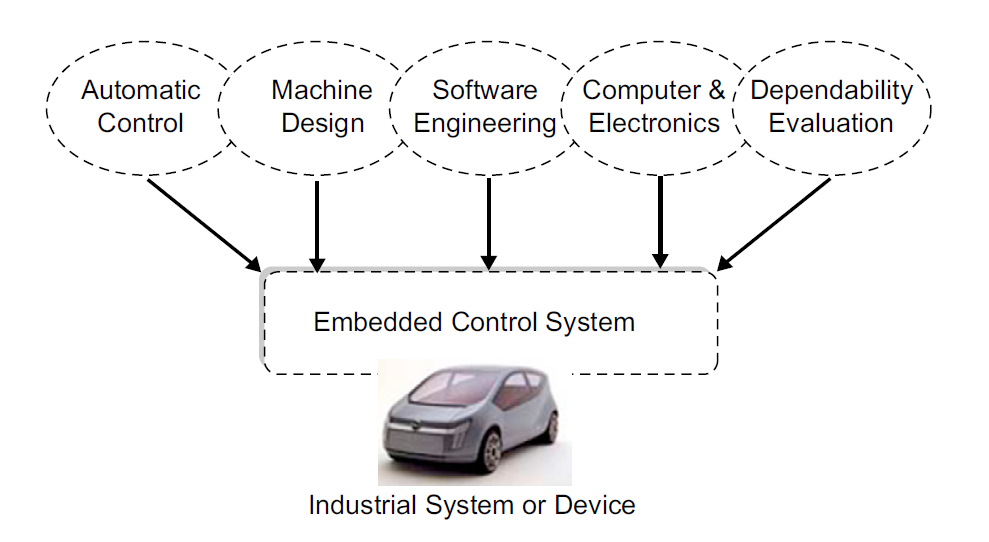 Automatic
Control
Machine
Design
Software
Engineering
Computer &
Electronics
Dependability
Evaluation
Embedded Control System
Industrial System or Device